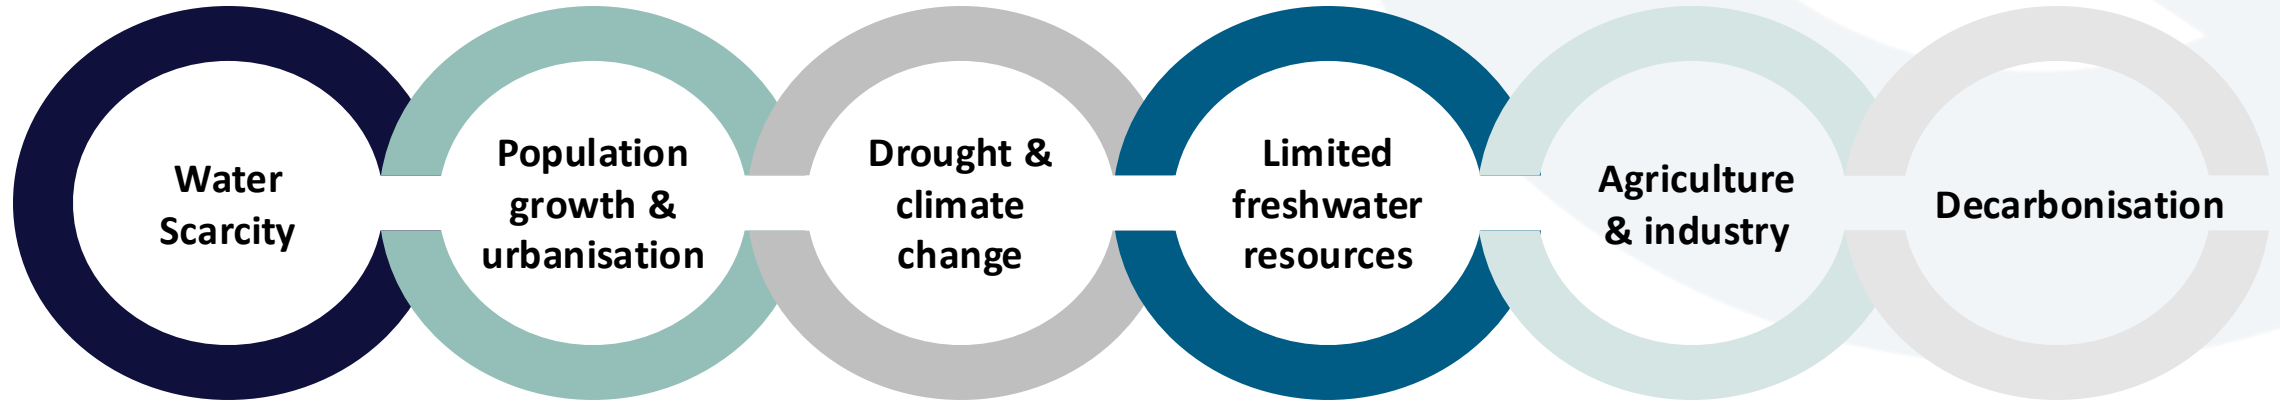 Water
Scarcity
Population
growth &
urbanisation
Drought &
climate
change
Limited
freshwater
resources
Agriculture
& industry
Decarbonisation